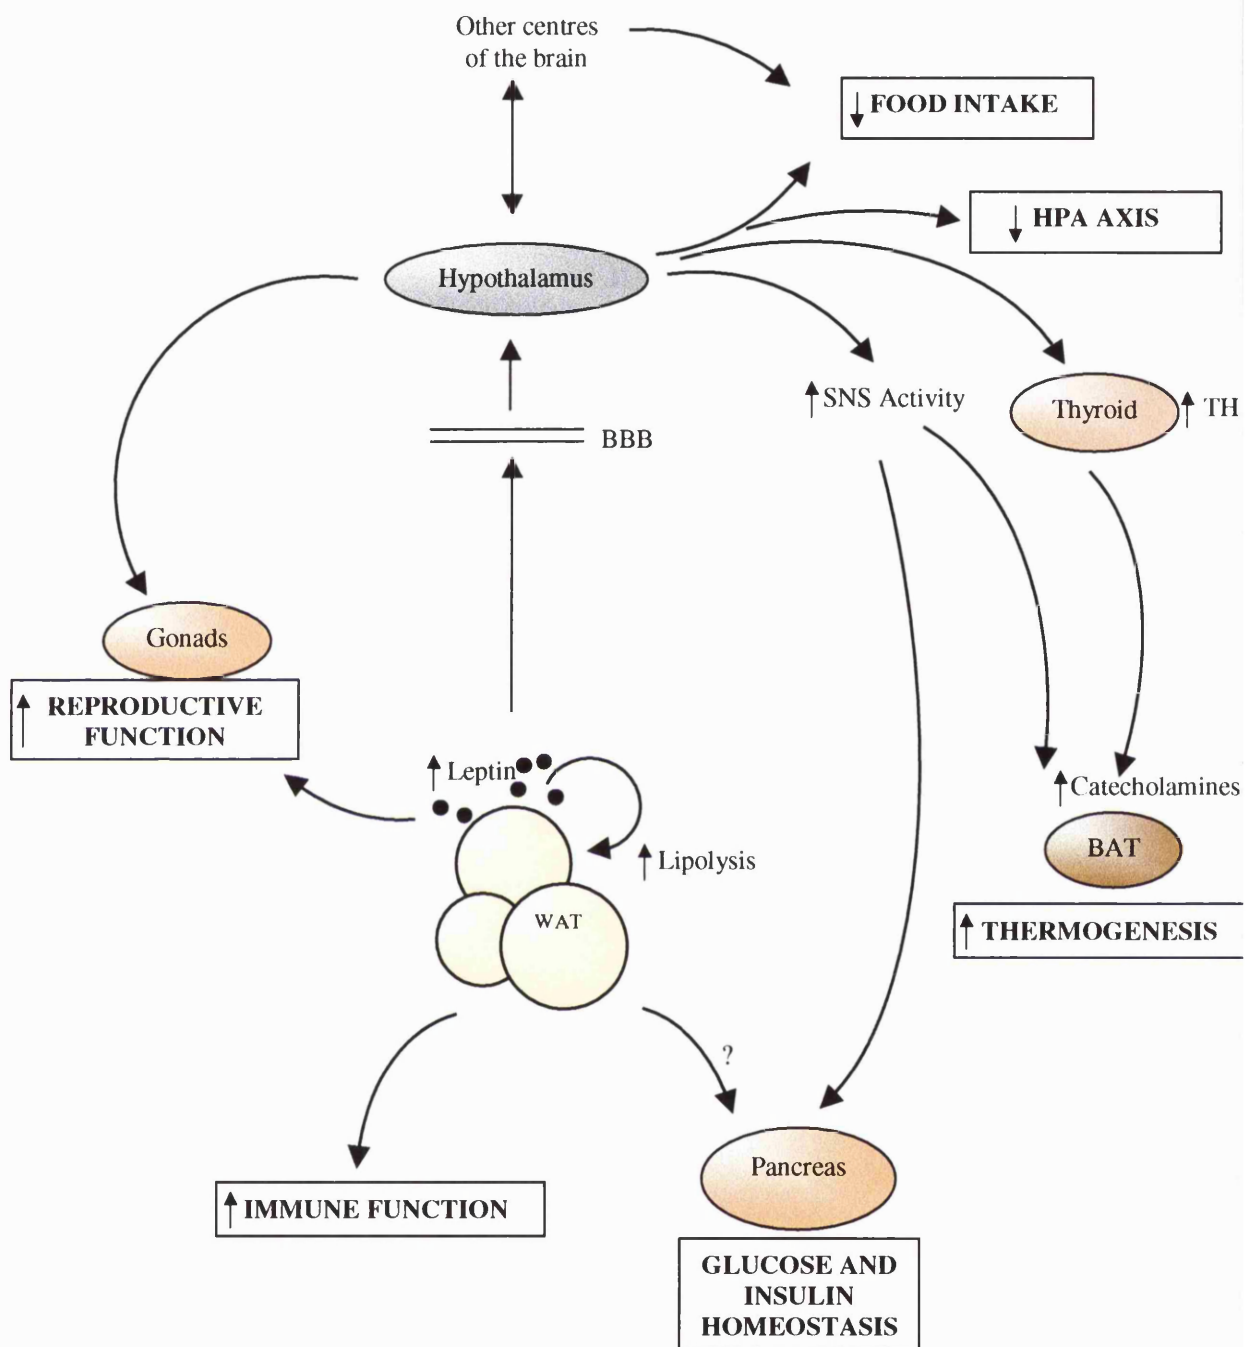 Other centres
of the brain
↓ FOOD INTAKE
↓ HPA AXIS
Hypothalamus
↑ SNS Activity
Thyroid
↑ TH
BBB
Gonads
↑ REPRODUCTIVE
FUNCTION
↑ Leptin
↑ Catecholamines
BAT
↑ Lipolysis
WAT
↑ THERMOGENESIS
?
Pancreas
↑ IMMUNE FUNCTION
GLUCOSE AND
INSULIN
HOMEOSTASIS